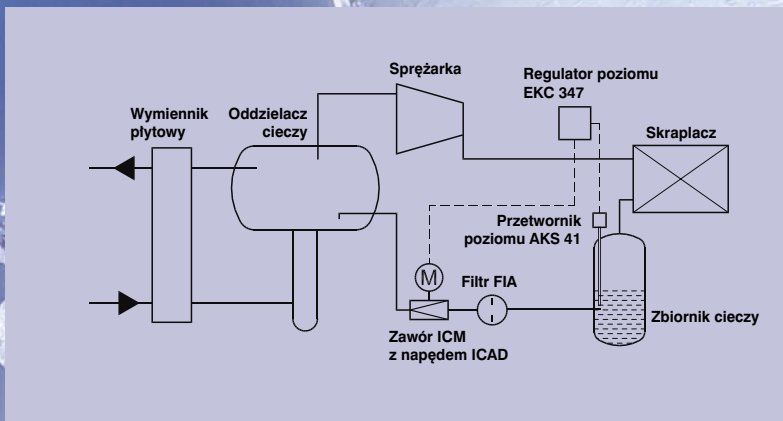 Sprężarka
Regulator poziomu
EKC 347
Wymiennik
płytowy
Oddzielacz
cieczy
Skraplacz
Przetwornik
poziomu AKS 41
M
Filtr FIA
Zbiornik cieczy
Zawór ICM
z napędem ICAD